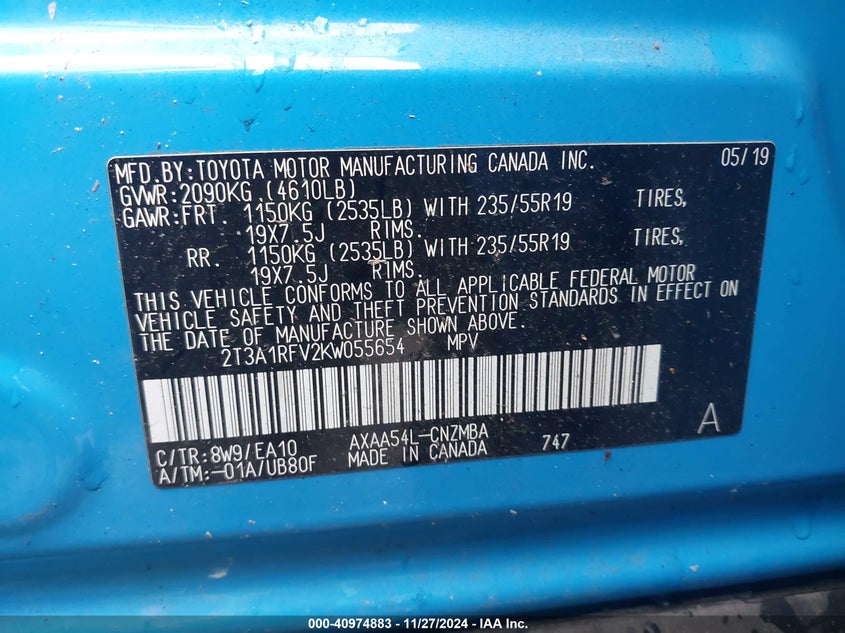 MFD.BY:TOYOTA MOTOR MANUFACTURING CANADA INC. 05/19
GVWR:2090KG (4610LB)
GAWR:FRT. 1150KG (2535LB) WITH 235/55R19 TIRES,
19X7.5J RIMS.
RR. 1150KG (2535LB) WITH 235/55R19 TIRES,
19X7.5J RIMS.
THIS VEHICLE CONFORMS TO ALL APPLICABLE FEDERAL MOTOR
VEHICLE SAFETY AND THEFT PREVENTION STANDARDS IN EFFECT ON
THE DATE OF MANUFACTURE SHOWN ABOVE.
2T3A1RFV2KW055654 MPV
C/TR:8W9/EA10 AXAA54L-CNZMBA A
A/TM:-01A/UB80F MADE IN CANADA 747
000-40974883 - 11/27/2024 - IAA Inc.